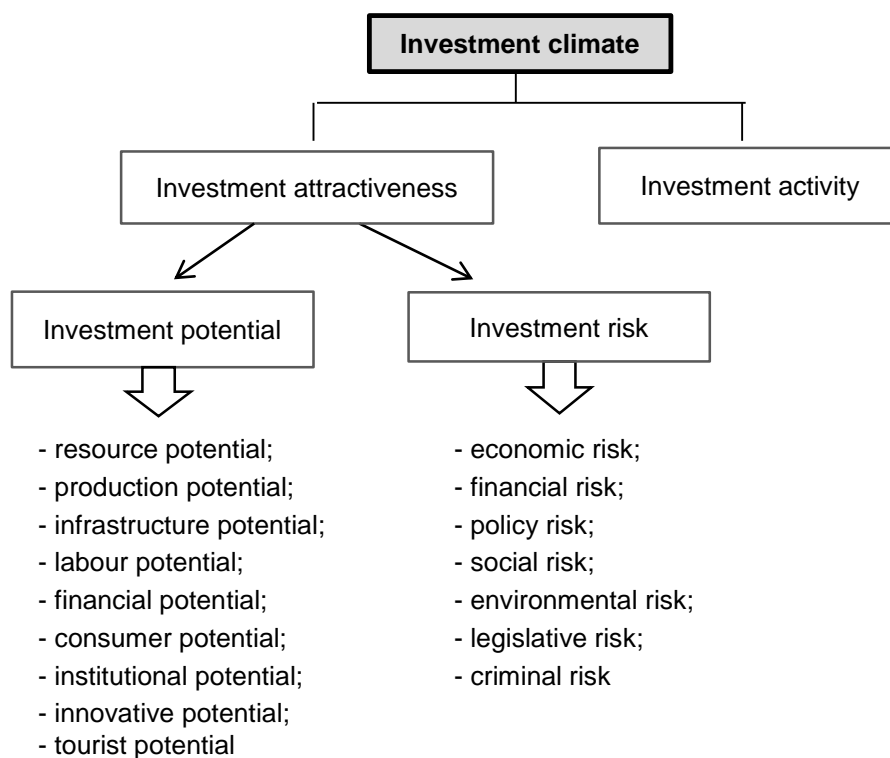 Investment climate
Investment attractiveness
Investment activity
Investment potential
Investment risk
- resource potential;
- production potential;
- infrastructure potential;
- labour potential;
- financial potential;
- consumer potential;
- institutional potential;
- innovative potential;
- tourist potential
- economic risk;
- financial risk;
- policy risk;
- social risk;
- environmental risk;
- legislative risk;
- criminal risk